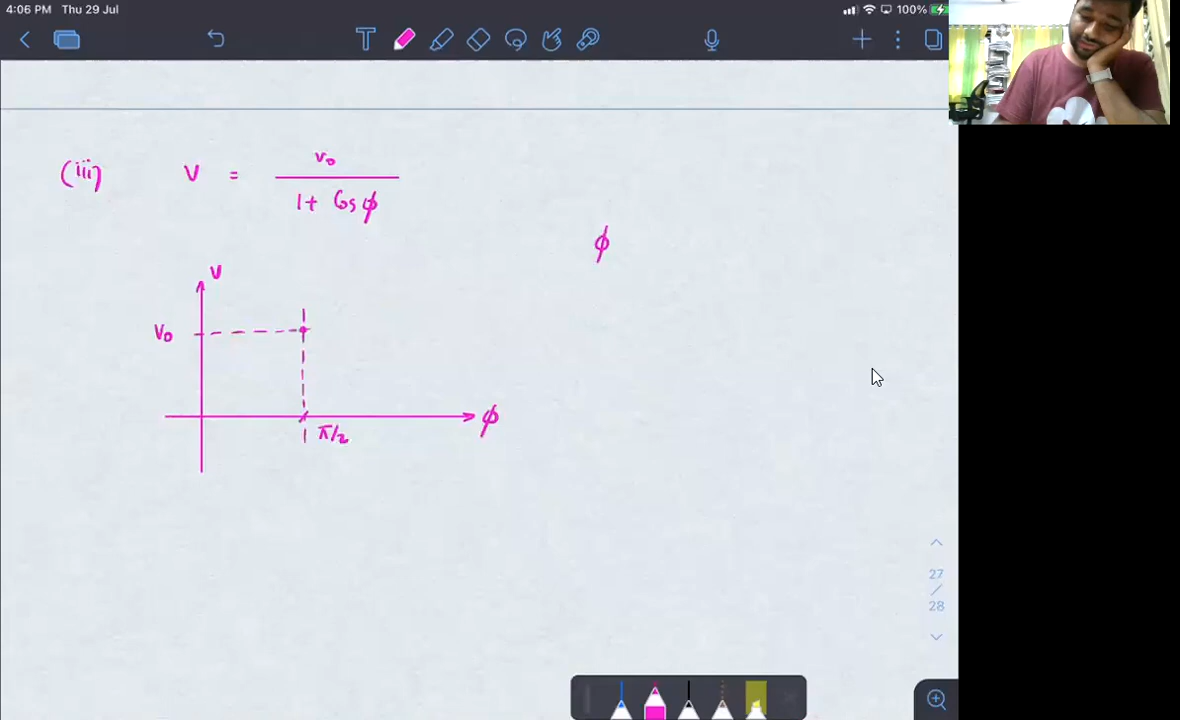 4:06 PM Thu 29 Jul
100%
T
(iii) V = V₀ / (1 + Cos ϕ)
ϕ
V
V₀
ϕ
π/2
27
/
28